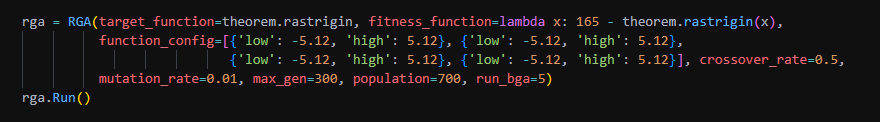 rga = RGA(target_function=theorem.rastrigin, fitness_function=lambda x: 165 - theorem.rastrigin(x),
function_config=[{'low': -5.12, 'high': 5.12}, {'low': -5.12, 'high': 5.12},
{'low': -5.12, 'high': 5.12}, {'low': -5.12, 'high': 5.12}], crossover_rate=0.5,
mutation_rate=0.01, max_gen=300, population=700, run_bga=5)
rga.Run()